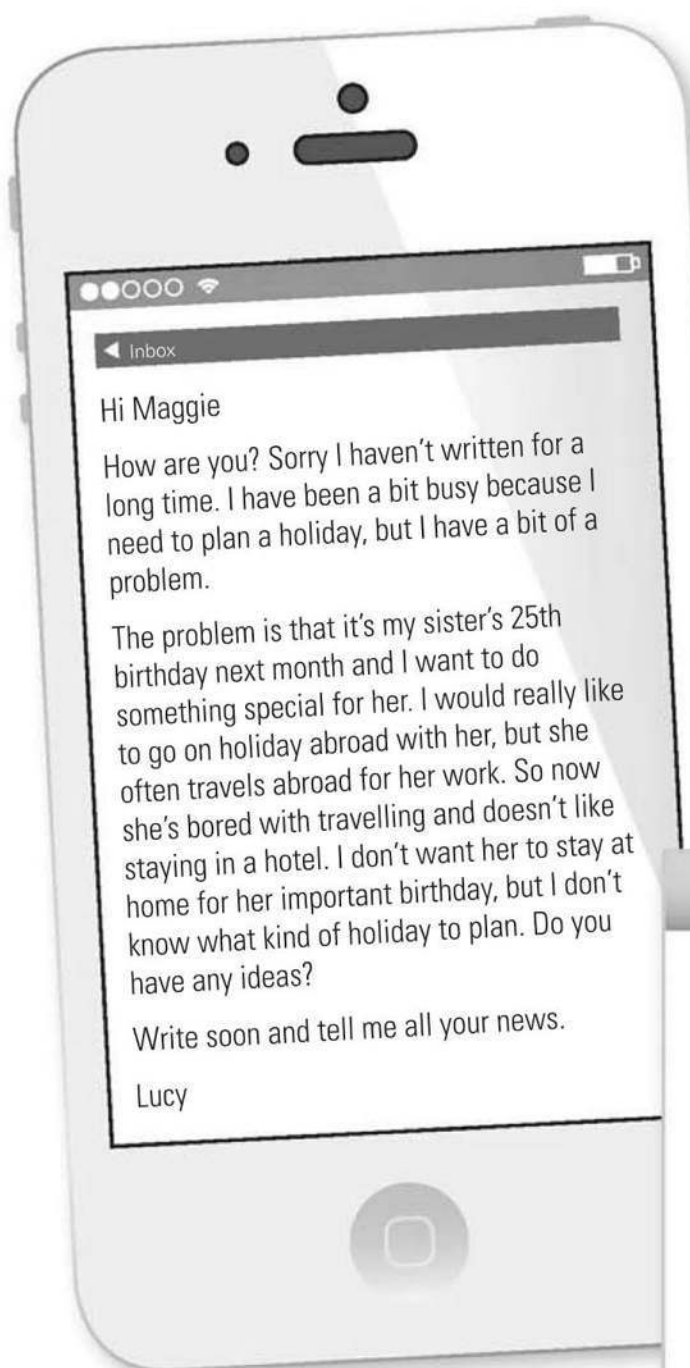 Inbox
Hi Maggie
How are you? Sorry I haven't written for a
long time. I have been a bit busy because I
need to plan a holiday, but I have a bit of a
problem.
The problem is that it's my sister's 25th
birthday next month and I want to do
something special for her. I would really like
to go on holiday abroad with her, but she
often travels abroad for her work. So now
she's bored with travelling and doesn't like
staying in a hotel. I don't want her to stay at
home for her important birthday, but I don't
know what kind of holiday to plan. Do you
have any ideas?
Write soon and tell me all your news.
Lucy